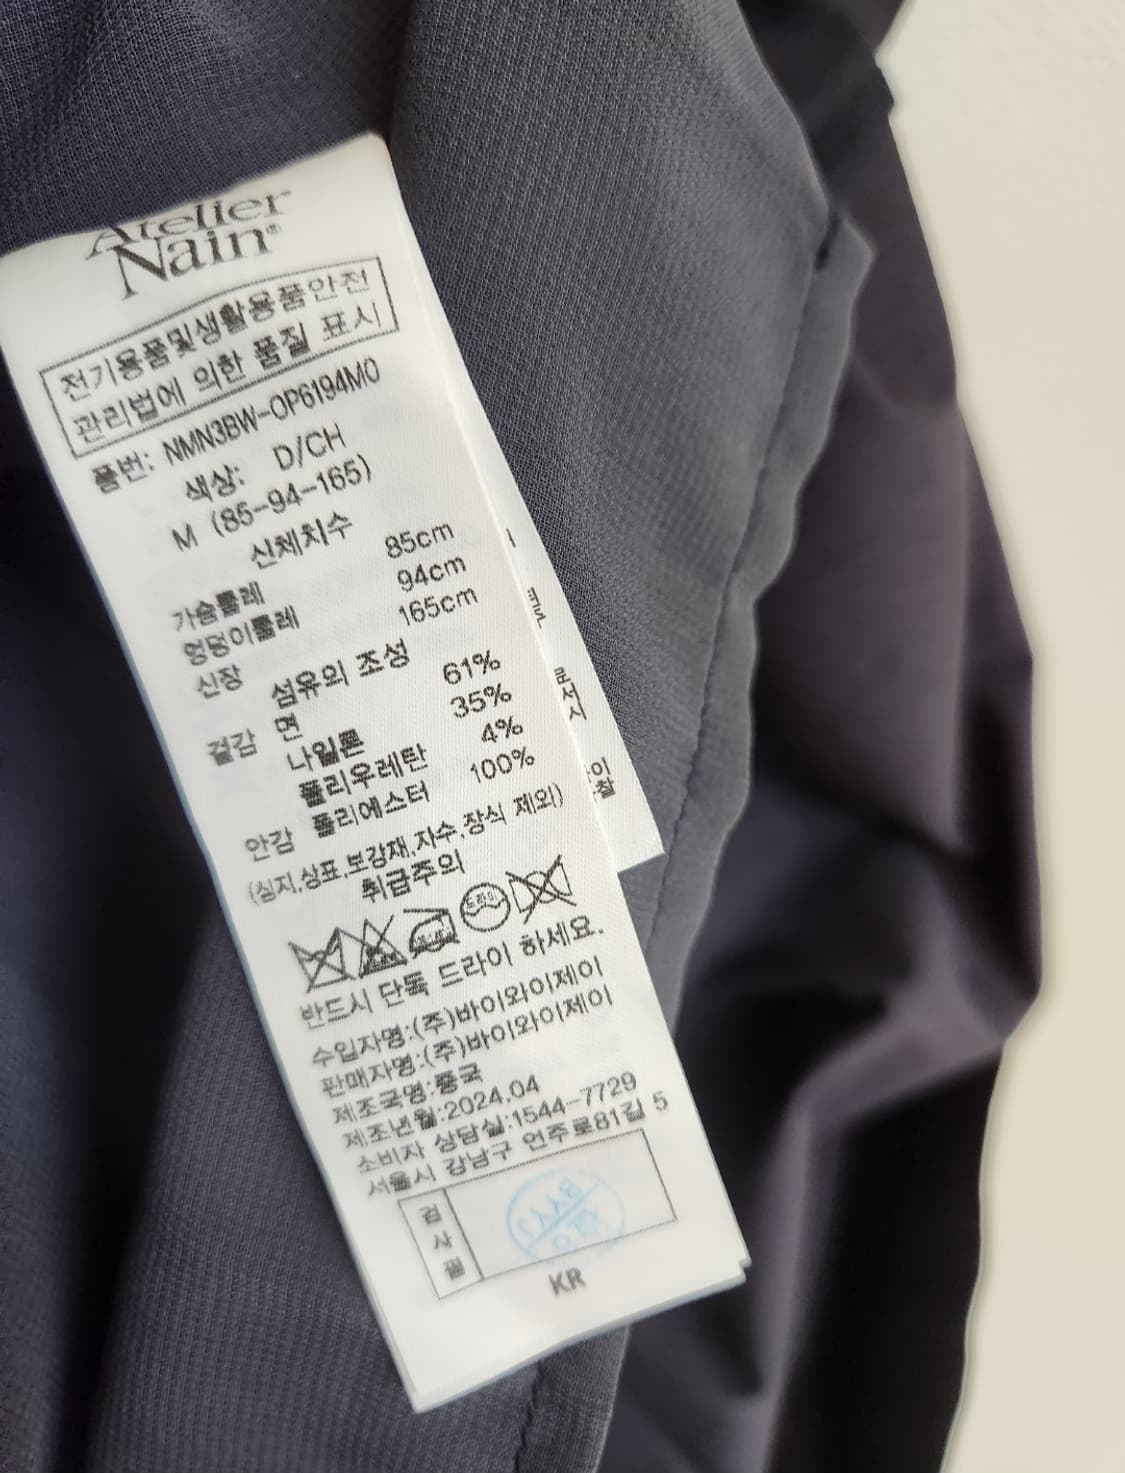 Atelier
Nain®
전기용품및생활용품안전
관리법에 의한 품질 표시
품번: NMN3BW-OP6194MO
색상: D/CH
M (85-94-165)
신체치수
가슴둘레 85cm
엉덩이둘레 94cm
신장 165cm
섬유의 조성
겉감 면 61%
나일론 35%
폴리우레탄 4%
안감 폴리에스터 100%
(심지,상표,보강재,자수,장식 제외)
취급주의
드라이
반드시 단독 드라이 하세요.
수입자명:(주)바이와이제이
판매자명:(주)바이와이제이
제조국명:중국
제조년월:2024.04
소비자 상담실:1544-7729
서울시 강남구 언주로81길 5
검사필
BYYJ
KR